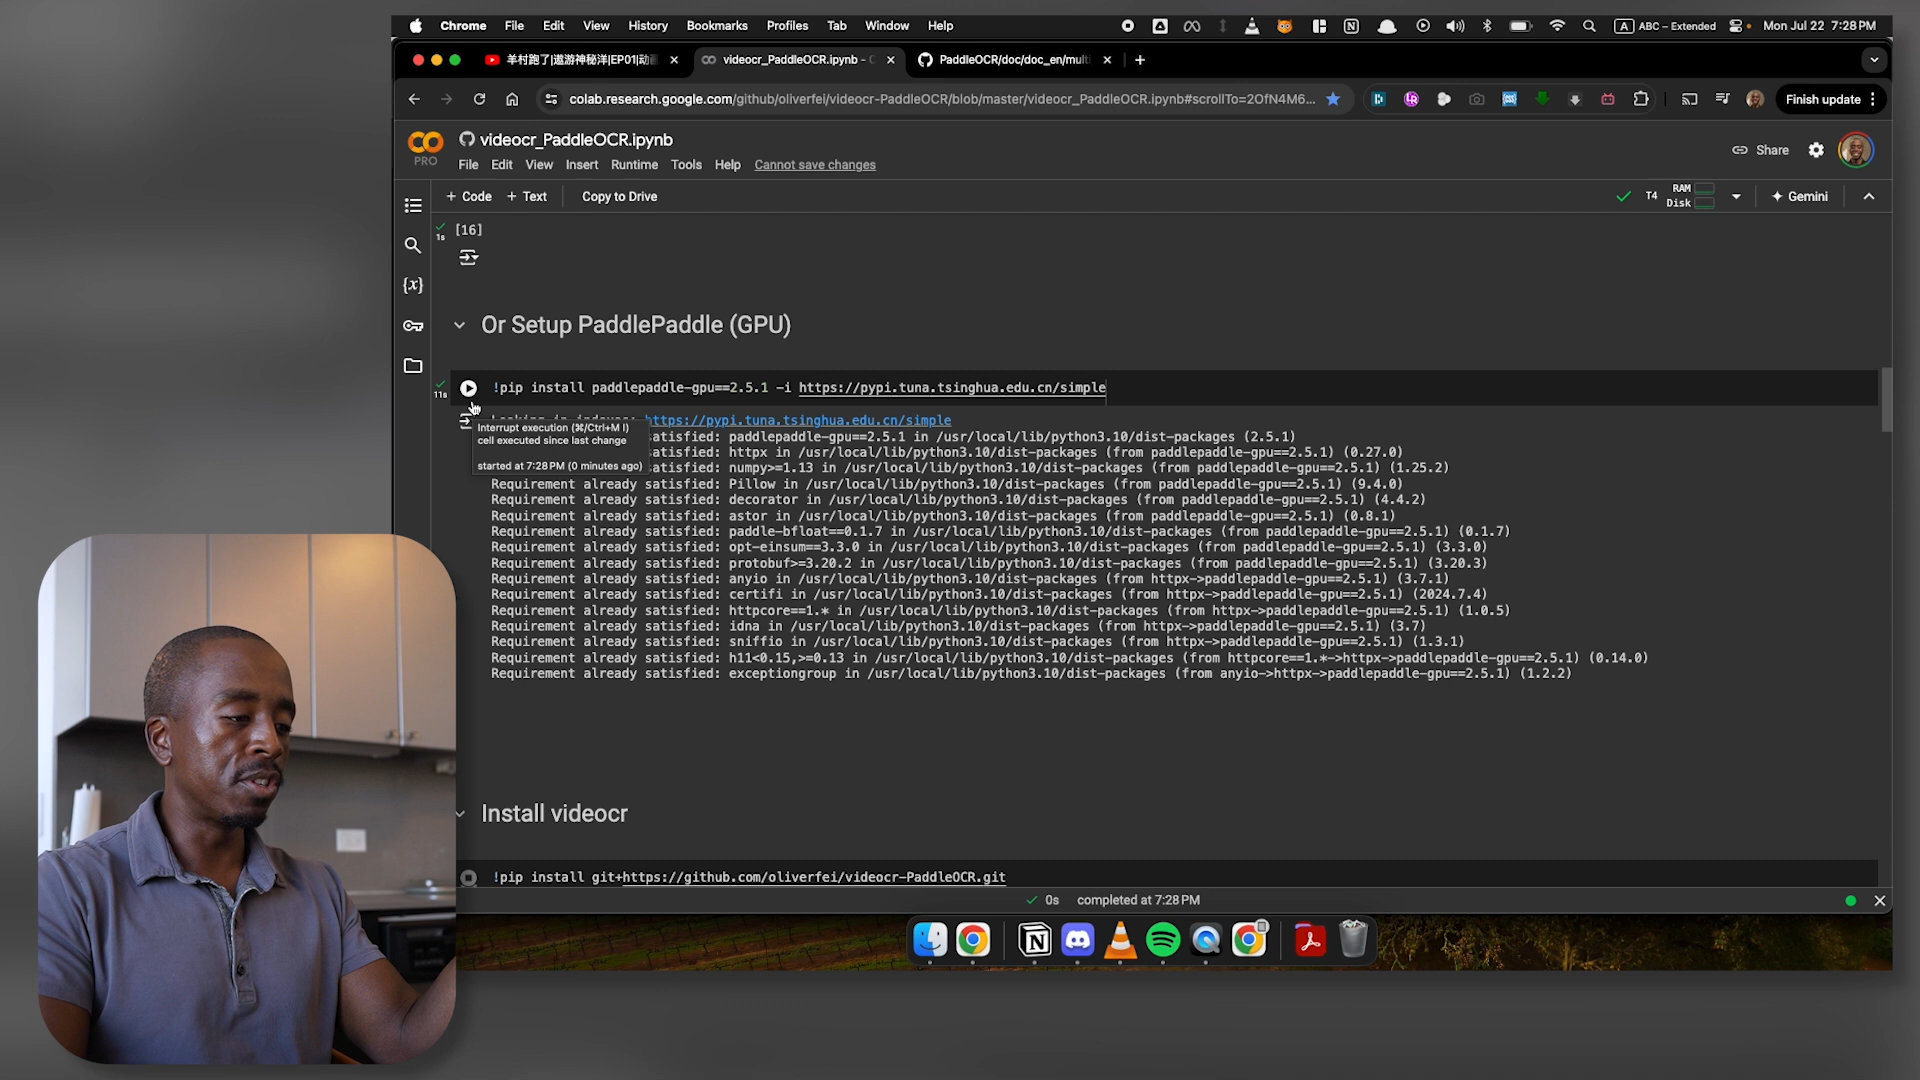 Chrome File Edit View History Bookmarks Profiles Tab Window Help
A ABC – Extended Mon Jul 22 7:28 PM
羊村跑了|遨游神秘洋|EP01|动
videocr_PaddleOCR.ipynb -
PaddleOCR/doc/doc_en/mult
colab.research.google.com/github/oliverfei/videocr-PaddleOCR/blob/master/videocr_PaddleOCR.ipynb#scrollTo=2OfN4M6...
Finish update
PRO
videocr_PaddleOCR.ipynb
File Edit View Insert Runtime Tools Help Cannot save changes
Share
+ Code + Text Copy to Drive
T4 RAM
Disk
Gemini
[16]
1s
{x}
Or Setup PaddlePaddle (GPU)
11s
!pip install paddlepaddle-gpu==2.5.1 -i https://pypi.tuna.tsinghua.edu.cn/simple
https://pypi.tuna.tsinghua.edu.cn/simple
Interrupt execution (⌘/Ctrl+M I)
cell executed since last change
started at 7:28 PM (0 minutes ago)
satisfied: paddlepaddle-gpu==2.5.1 in /usr/local/lib/python3.10/dist-packages (2.5.1)
satisfied: httpx in /usr/local/lib/python3.10/dist-packages (from paddlepaddle-gpu==2.5.1) (0.27.0)
satisfied: numpy>=1.13 in /usr/local/lib/python3.10/dist-packages (from paddlepaddle-gpu==2.5.1) (1.25.2)
Requirement already satisfied: Pillow in /usr/local/lib/python3.10/dist-packages (from paddlepaddle-gpu==2.5.1) (9.4.0)
Requirement already satisfied: decorator in /usr/local/lib/python3.10/dist-packages (from paddlepaddle-gpu==2.5.1) (4.4.2)
Requirement already satisfied: astor in /usr/local/lib/python3.10/dist-packages (from paddlepaddle-gpu==2.5.1) (0.8.1)
Requirement already satisfied: paddle-bfloat==0.1.7 in /usr/local/lib/python3.10/dist-packages (from paddlepaddle-gpu==2.5.1) (0.1.7)
Requirement already satisfied: opt-einsum==3.3.0 in /usr/local/lib/python3.10/dist-packages (from paddlepaddle-gpu==2.5.1) (3.3.0)
Requirement already satisfied: protobuf>=3.20.2 in /usr/local/lib/python3.10/dist-packages (from paddlepaddle-gpu==2.5.1) (3.20.3)
Requirement already satisfied: anyio in /usr/local/lib/python3.10/dist-packages (from httpx->paddlepaddle-gpu==2.5.1) (3.7.1)
Requirement already satisfied: certifi in /usr/local/lib/python3.10/dist-packages (from httpx->paddlepaddle-gpu==2.5.1) (2024.7.4)
Requirement already satisfied: httpcore==1.* in /usr/local/lib/python3.10/dist-packages (from httpx->paddlepaddle-gpu==2.5.1) (1.0.5)
Requirement already satisfied: idna in /usr/local/lib/python3.10/dist-packages (from httpx->paddlepaddle-gpu==2.5.1) (3.7)
Requirement already satisfied: sniffio in /usr/local/lib/python3.10/dist-packages (from httpx->paddlepaddle-gpu==2.5.1) (1.3.1)
Requirement already satisfied: h11<0.15,>=0.13 in /usr/local/lib/python3.10/dist-packages (from httpcore==1.*->httpx->paddlepaddle-gpu==2.5.1) (0.14.0)
Requirement already satisfied: exceptiongroup in /usr/local/lib/python3.10/dist-packages (from anyio->httpx->paddlepaddle-gpu==2.5.1) (1.2.2)
Install videocr
!pip install git+https://github.com/oliverfei/videocr-PaddleOCR.git
0s completed at 7:28 PM